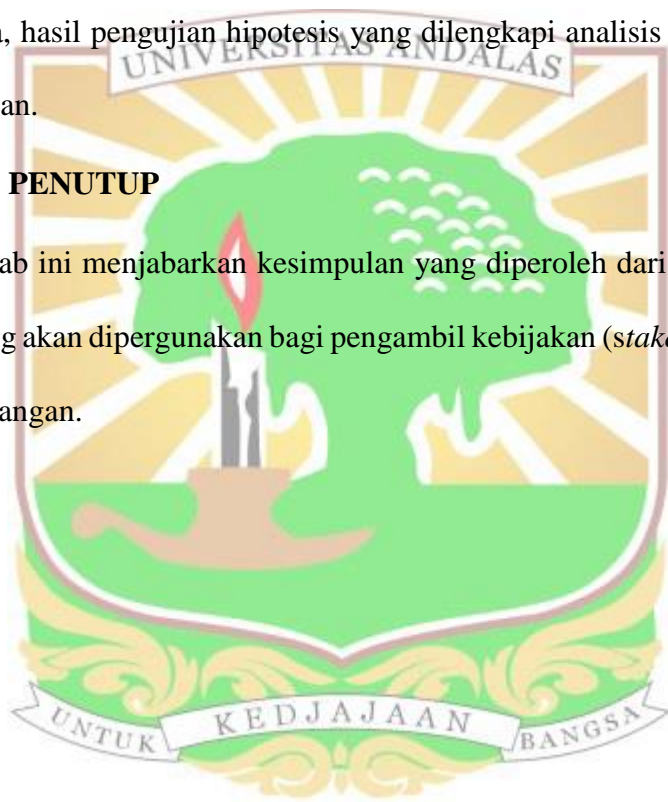 , hasil pengujian hipotesis yang dilengkapi analisis
UNIVERSITAS ANDALAS
an.
PENUTUP
ab ini menjabarkan kesimpulan yang diperoleh dari
g akan dipergunakan bagi pengambil kebijakan (stak
angan.
UNTUK KEDJAJAAN BANGSA